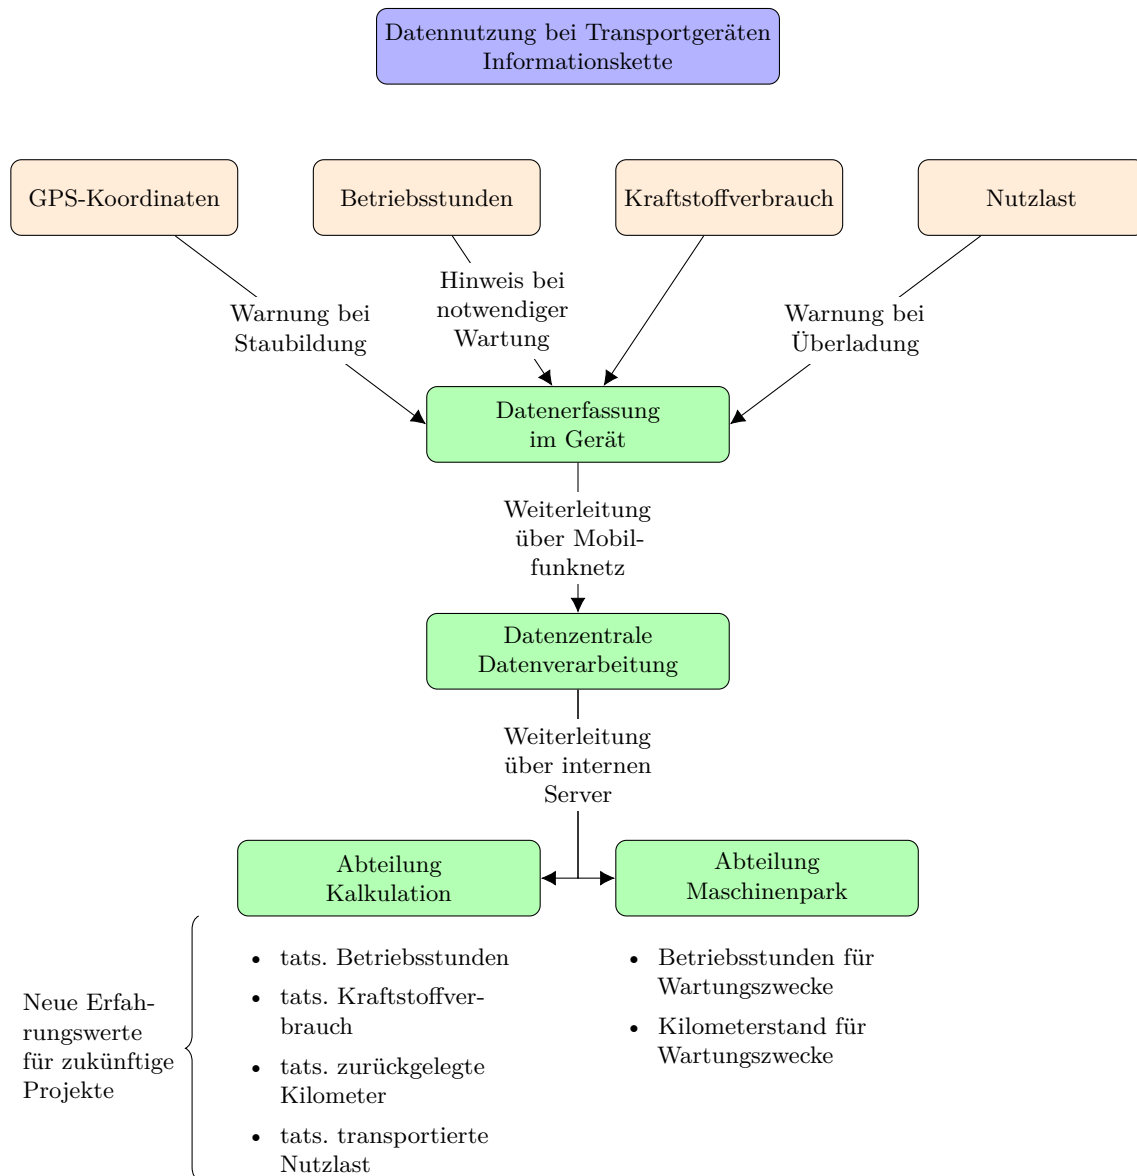 Datennutzung bei Transportgeräten
Informationskette
GPS-Koordinaten
Betriebsstunden
Kraftstoffverbrauch
Nutzlast
Warnung bei
Staubildung
Hinweis bei
notwendiger
Wartung
Warnung bei
Überladung
Datenerfassung
im Gerät
Weiterleitung
über Mobil-
funknetz
Datenzentrale
Datenverarbeitung
Weiterleitung
über internen
Server
Abteilung
Kalkulation
Abteilung
Maschinenpark
Neue Erfah-
rungswerte
für zukünftige
Projekte
• tats. Betriebsstunden
• tats. Kraftstoffver-
brauch
• tats. zurückgelegte
Kilometer
• tats. transportierte
Nutzlast
• Betriebsstunden für
Wartungszwecke
• Kilometerstand für
Wartungszwecke